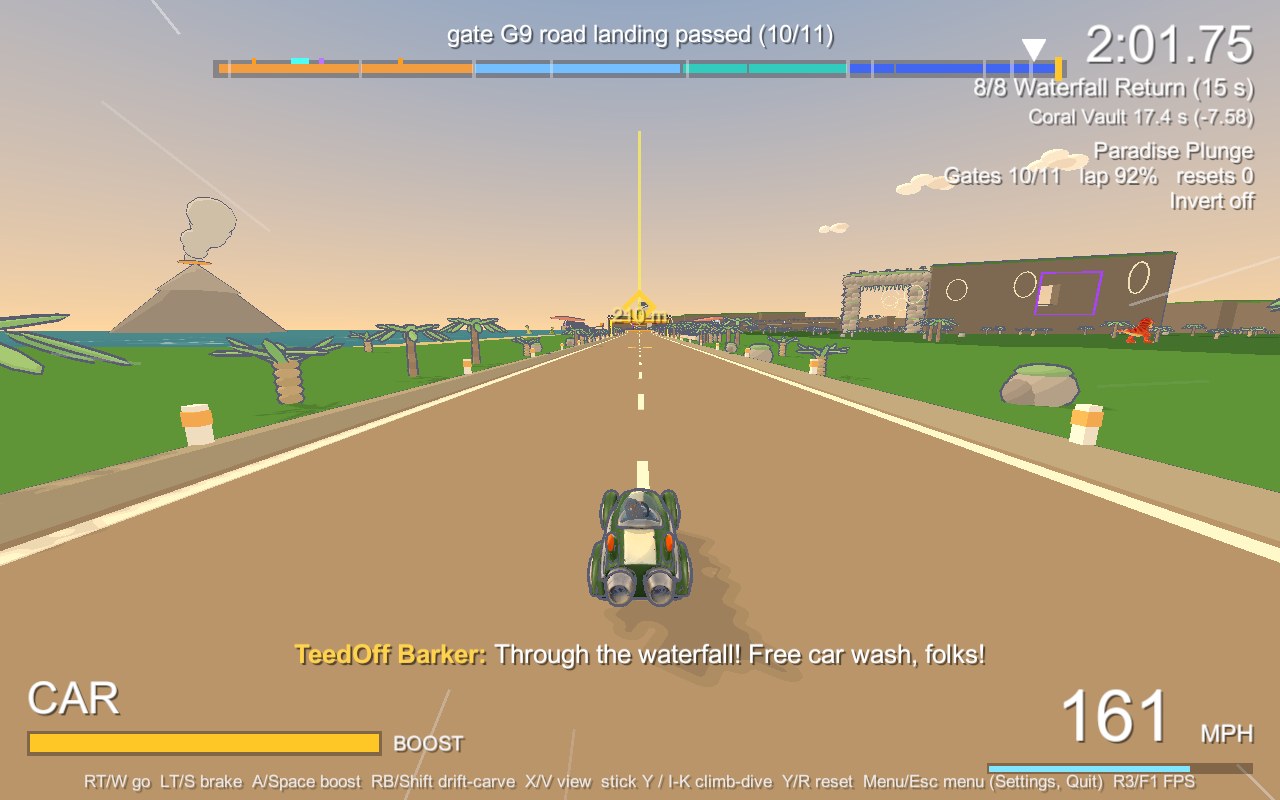 gate G9 road landing passed (10/11)
2:01.75
8/8 Waterfall Return (15 s)
Coral Vault 17.4 s (-7.58)
Paradise Plunge
Gates 10/11 lap 92% resets 0
Invert off
210 m
TeedOff Barker: Through the waterfall! Free car wash, folks!
CAR
BOOST
161 MPH
RT/W go LT/S brake A/Space boost RB/Shift drift-carve X/V view stick Y / I-K climb-dive Y/R reset Menu/Esc menu (Settings, Quit) R3/F1 FPS